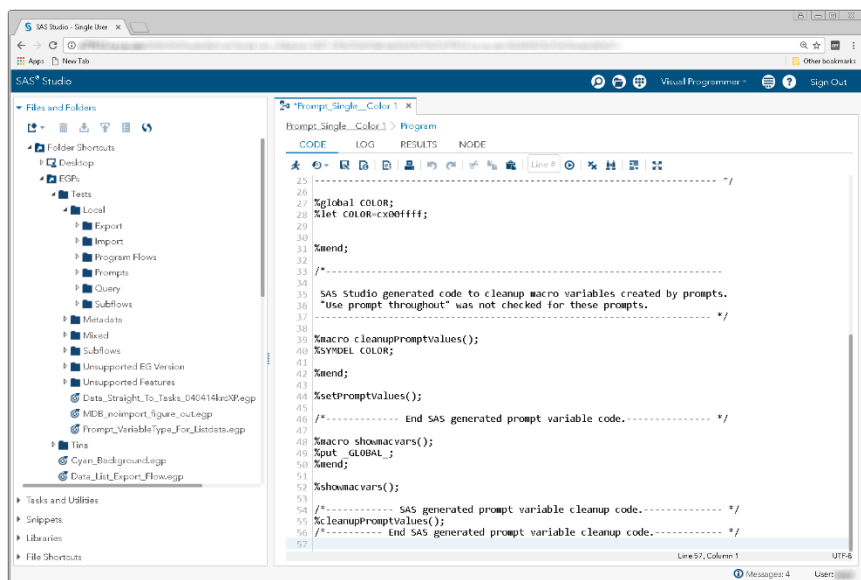 SAS Studio - Single User
Apps New Tab
Other bookmarks
SAS® Studio
Visual Programmer
Sign Out
Files and Folders
Folder Shortcuts
Desktop
EGPs
Tests
Local
Export
Import
Program Flows
Prompts
Query
Subflows
Metadata
Mixed
Subflows
Unsupported EG Version
Unsupported Features
Data_Straight_To_Tasks_040414krcXP.egp
MDB_noimport_figure_out.egp
Prompt_VariableType_For_Listdata.egp
Tina
Cyan_Background.egp
Data_List_Export_Flow.egp
Tasks and Utilities
Snippets
Libraries
File Shortcuts
*Prompt_Single__Color 1
Prompt_Single__Color 1 > Program
CODE LOG RESULTS NODE
Line #
25 ------------------------------------------------------------------- */
26
27 %global COLOR;
28 %let COLOR=cx00ffff;
29
30
31 %mend;
32
33 /*------------------------------------------------------------------
34
35 SAS Studio generated code to cleanup macro variables created by prompts.
36 "Use prompt throughout" was not checked for these prompts.
37 ------------------------------------------------------------------- */
38
39 %macro cleanupPromptValues();
40 %SYMDEL COLOR;
41
42 %mend;
43
44 %setPromptValues();
45
46 /*------------ End SAS generated prompt variable code.-------------- */
47
48 %macro showmacvars();
49 %put _GLOBAL_;
50 %mend;
51
52 %showmacvars();
53
54 /*----------- SAS generated prompt variable cleanup code.------------- */
55 %cleanupPromptValues();
56 /*---------- End SAS generated prompt variable cleanup code.----------- */
57
Line 57, Column 1 UTF-8
Messages: 4 User: